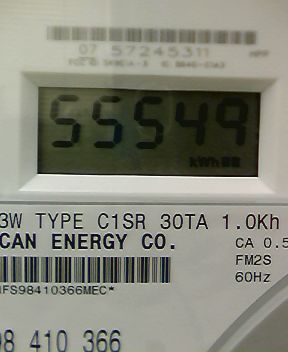 07 57245311
55549
kWh
3W TYPE C1SR 30TA 1.0Kh
CAN ENERGY CO.
CA 0.5
FM2S
60Hz
IFS98410366MEC*
98 410 366